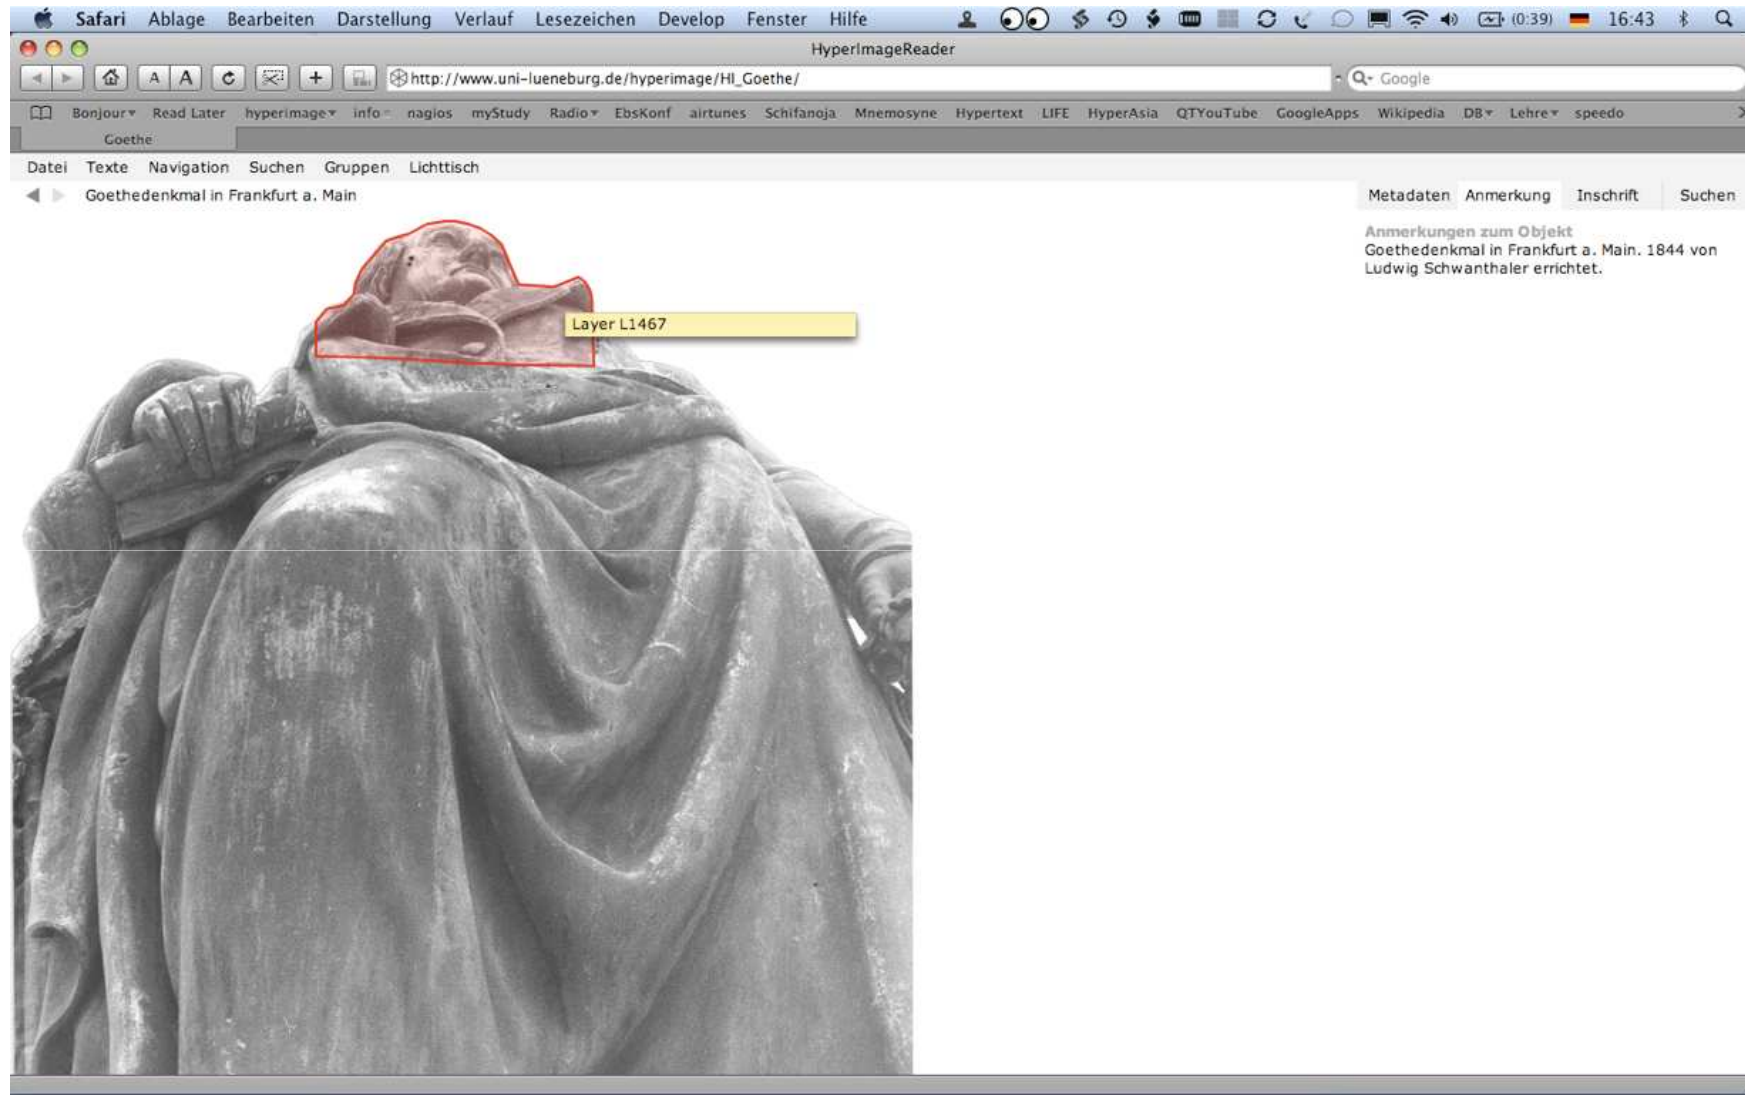 Safari Ablage Bearbeiten Darstellung Verlauf Lesezeichen Develop Fenster Hilfe (0:39) 16:43
HyperImageReader
A A + http://www.uni-lueneburg.de/hyperimage/HI_Goethe/ Google
Bonjour Read Later hyperimage info nagios myStudy Radio EbsKonf airtunes Schifanoja Mnemosyne Hypertext LIFE HyperAsia QTYouTube GoogleApps Wikipedia DB Lehre speedo
Goethe
Datei Texte Navigation Suchen Gruppen Lichttisch
Goethedenkmal in Frankfurt a. Main Metadaten Anmerkung Inschrift Suchen
Anmerkungen zum Objekt
Goethedenkmal in Frankfurt a. Main. 1844 von
Ludwig Schwanthaler errichtet.
Layer L1467